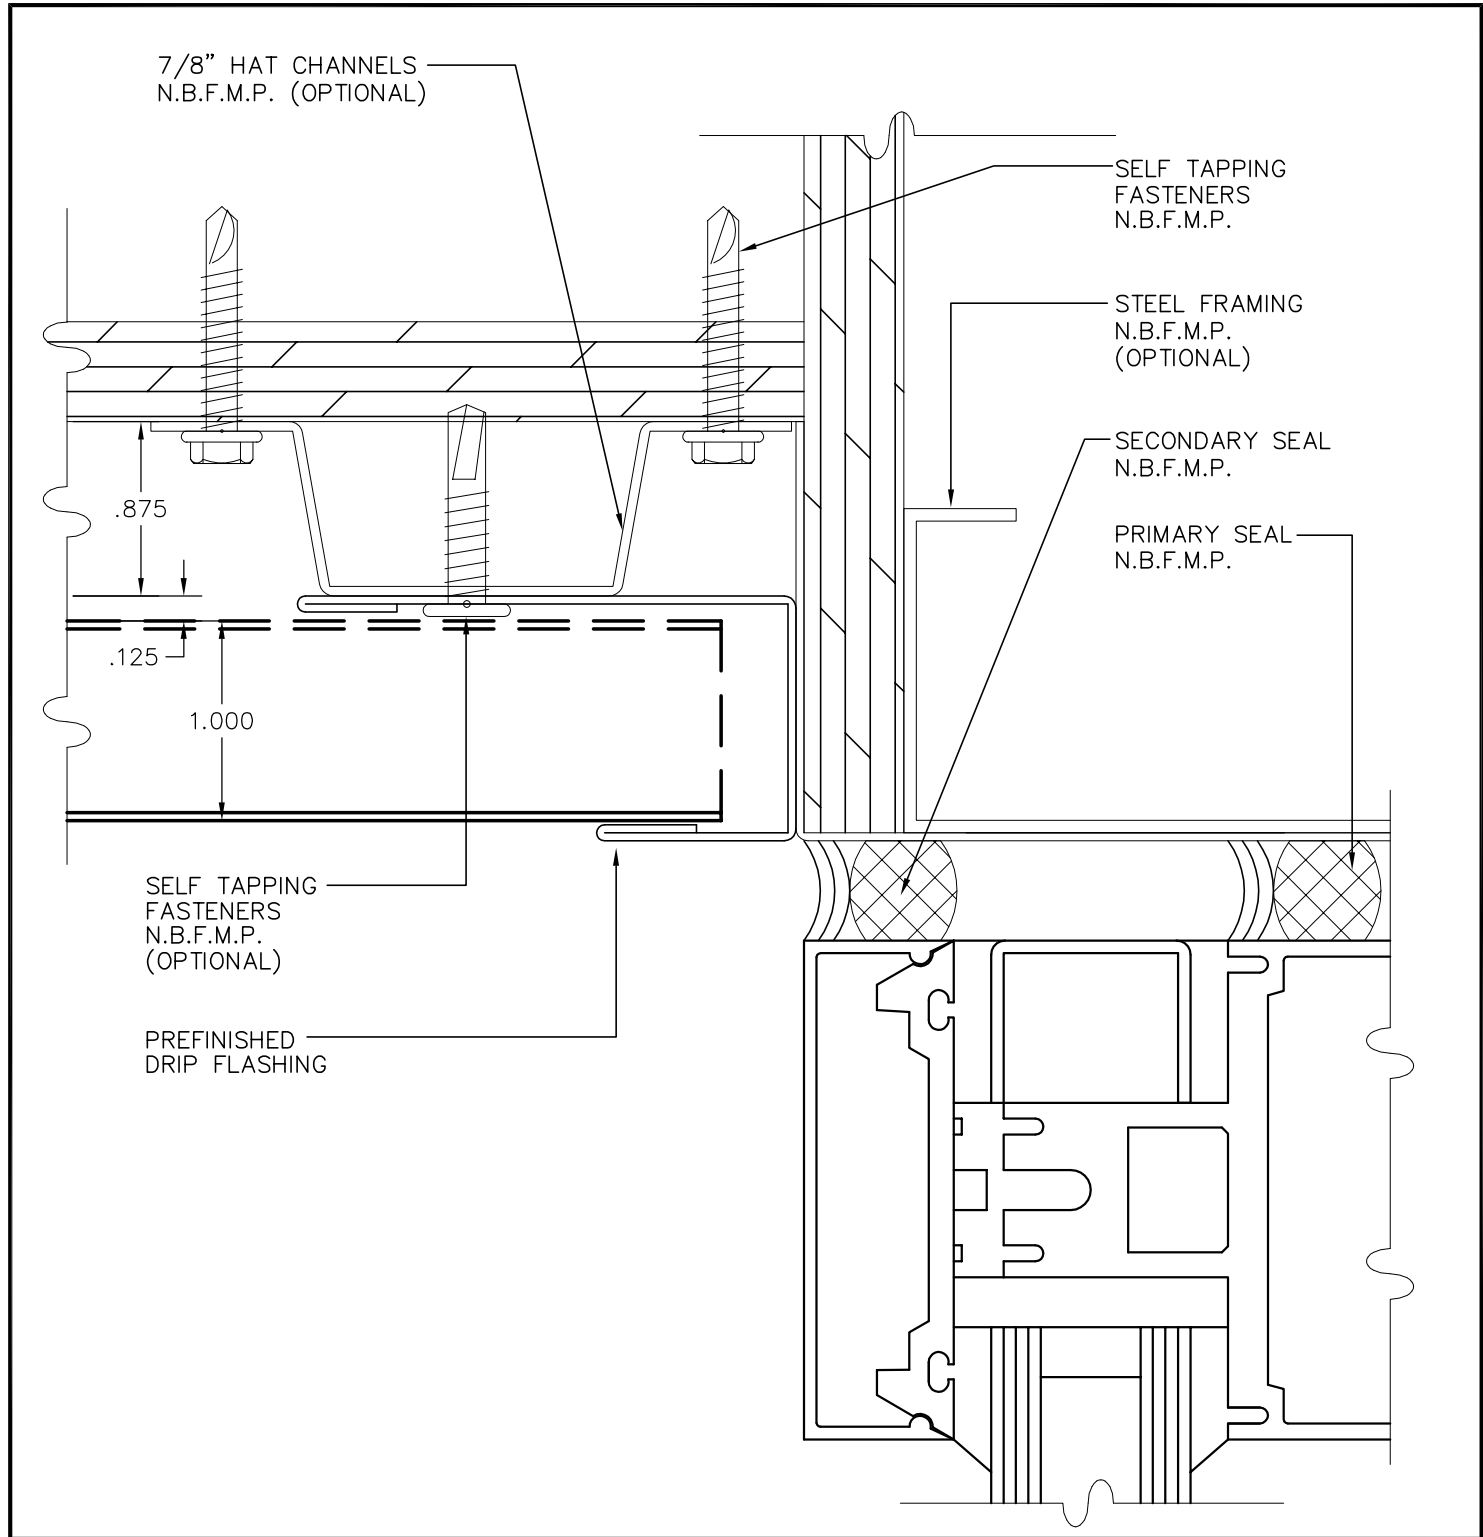 7/8” HAT CHANNELS
N.B.F.M.P. (OPTIONAL)
SELF TAPPING
FASTENERS
N.B.F.M.P.
STEEL FRAMING
N.B.F.M.P.
(OPTIONAL)
SECONDARY SEAL
N.B.F.M.P.
PRIMARY SEAL
N.B.F.M.P.
.875
.125
1.000
SELF TAPPING
FASTENERS
N.B.F.M.P.
(OPTIONAL)
PREFINISHED
DRIP FLASHING